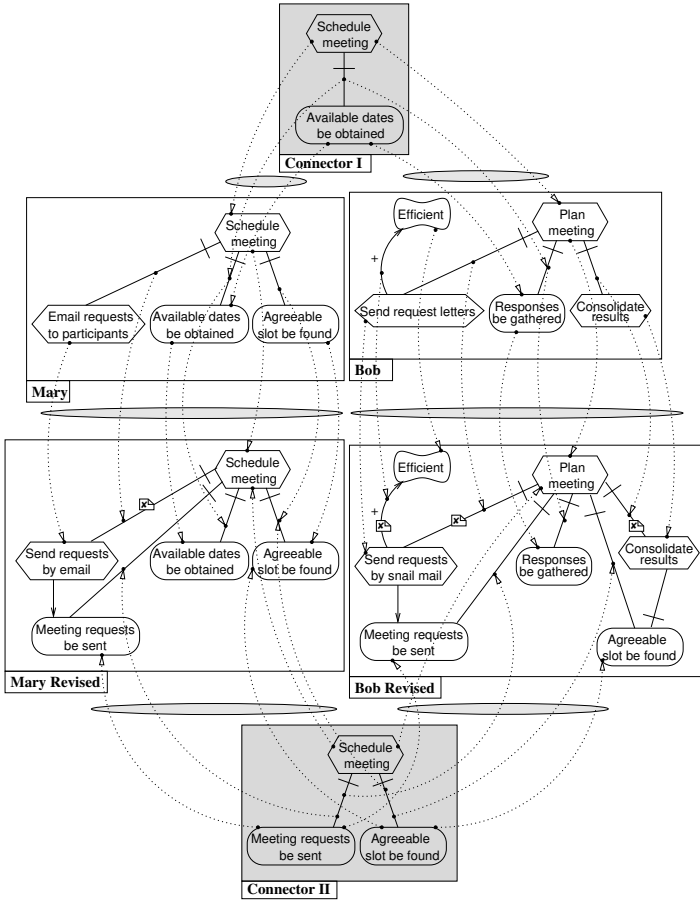 Schedule
meeting
Available dates
be obtained
Connector I
Schedule
meeting
Email requests
to participants
Available dates
be obtained
Agreeable
slot be found
Mary
Efficient
+
Plan
meeting
Send request letters
Responses
be gathered
Consolidate
results
Bob
Schedule
meeting
x
Send requests
by email
Available dates
be obtained
Agreeable
slot be found
Meeting requests
be sent
Mary Revised
Efficient
+
x
x
Plan
meeting
x
Send requests
by snail mail
Responses
be gathered
Consolidate
results
Meeting requests
be sent
Agreeable
slot be found
Bob Revised
Schedule
meeting
Meeting requests
be sent
Agreeable
slot be found
Connector II